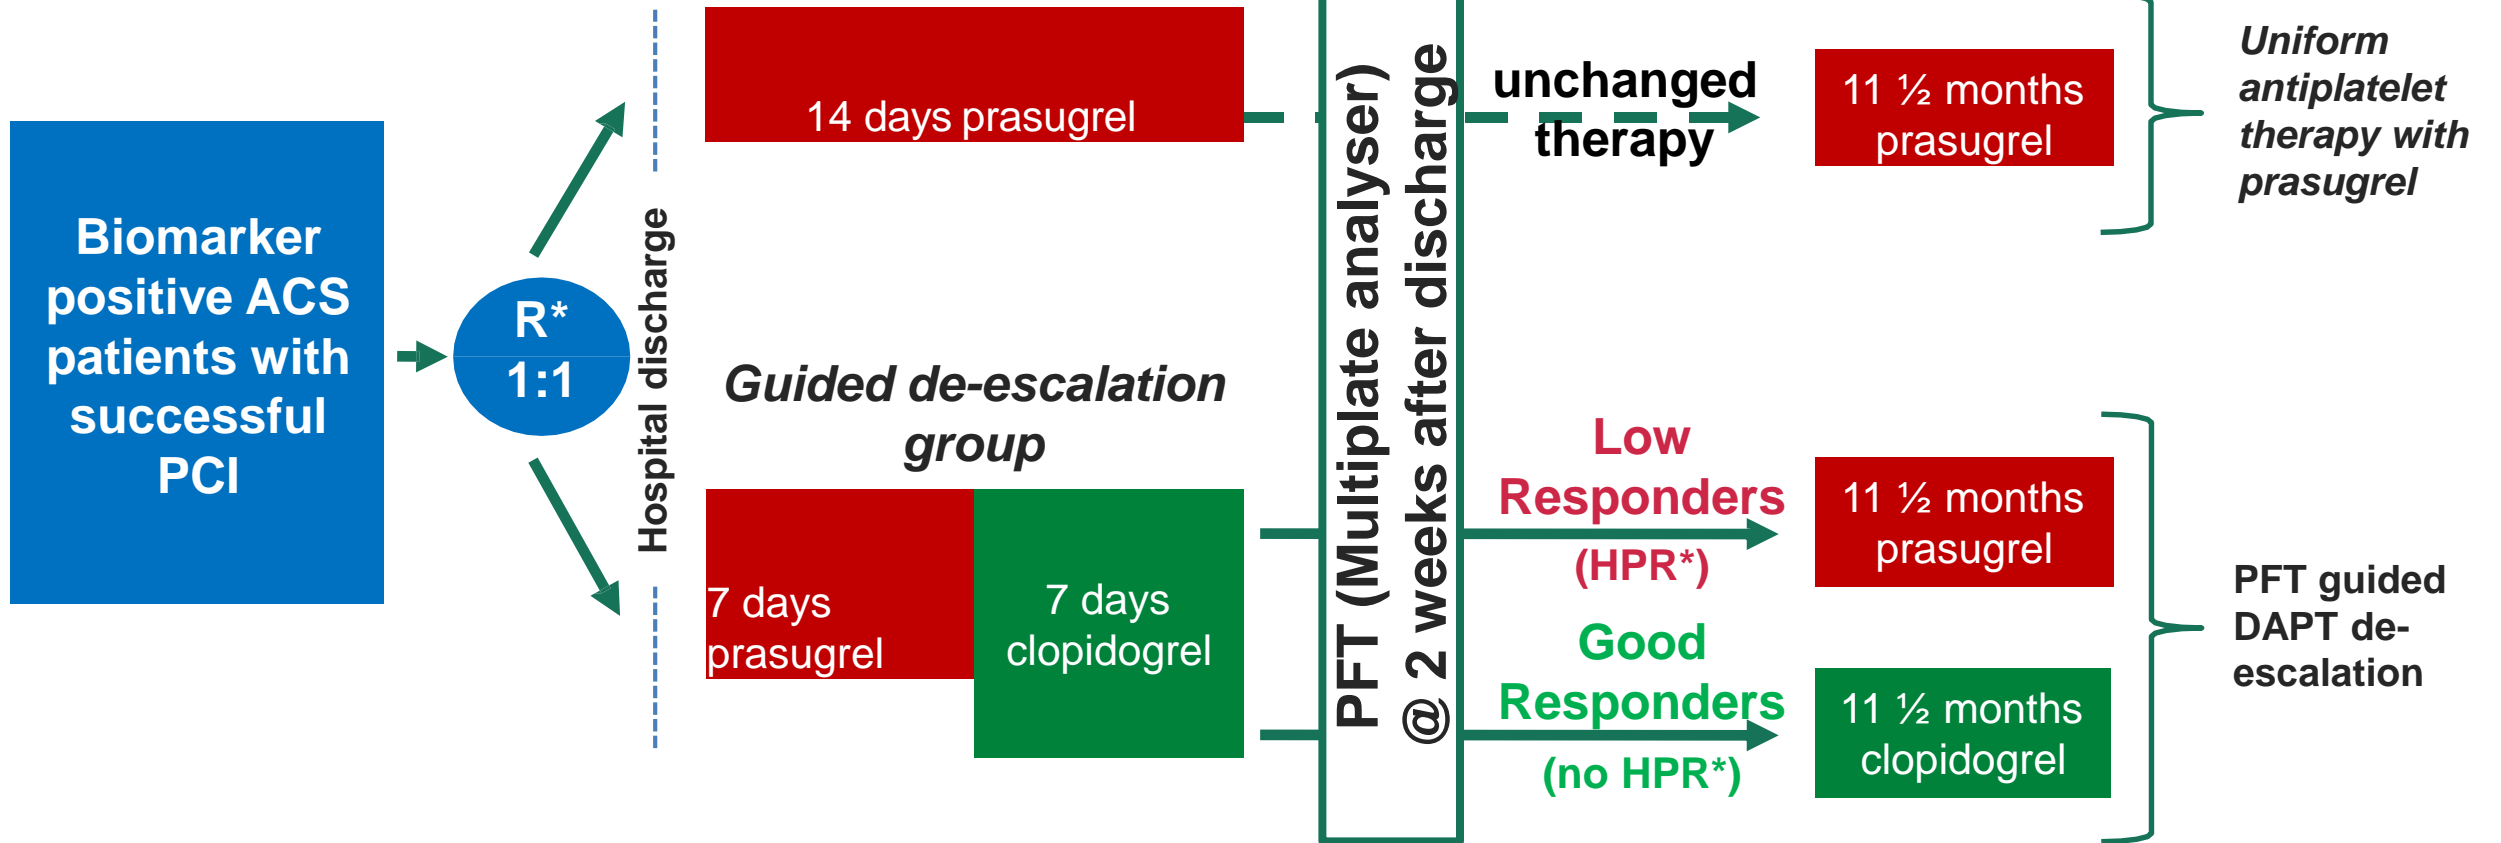 Biomarker
positive ACS
patients with
successful
PCI
R*
1:1
Hospital discharge
14 days prasugrel
Guided de-escalation
group
7 days
prasugrel
7 days
clopidogrel
PFT (Multiplate analyser)
@ 2 weeks after discharge
unchanged
therapy
11 ½ months
prasugrel
Uniform
antiplatelet
therapy with
prasugrel
Low
Responders
(HPR*)
11 ½ months
prasugrel
Good
Responders
(no HPR*)
11 ½ months
clopidogrel
PFT guided
DAPT de-
escalation